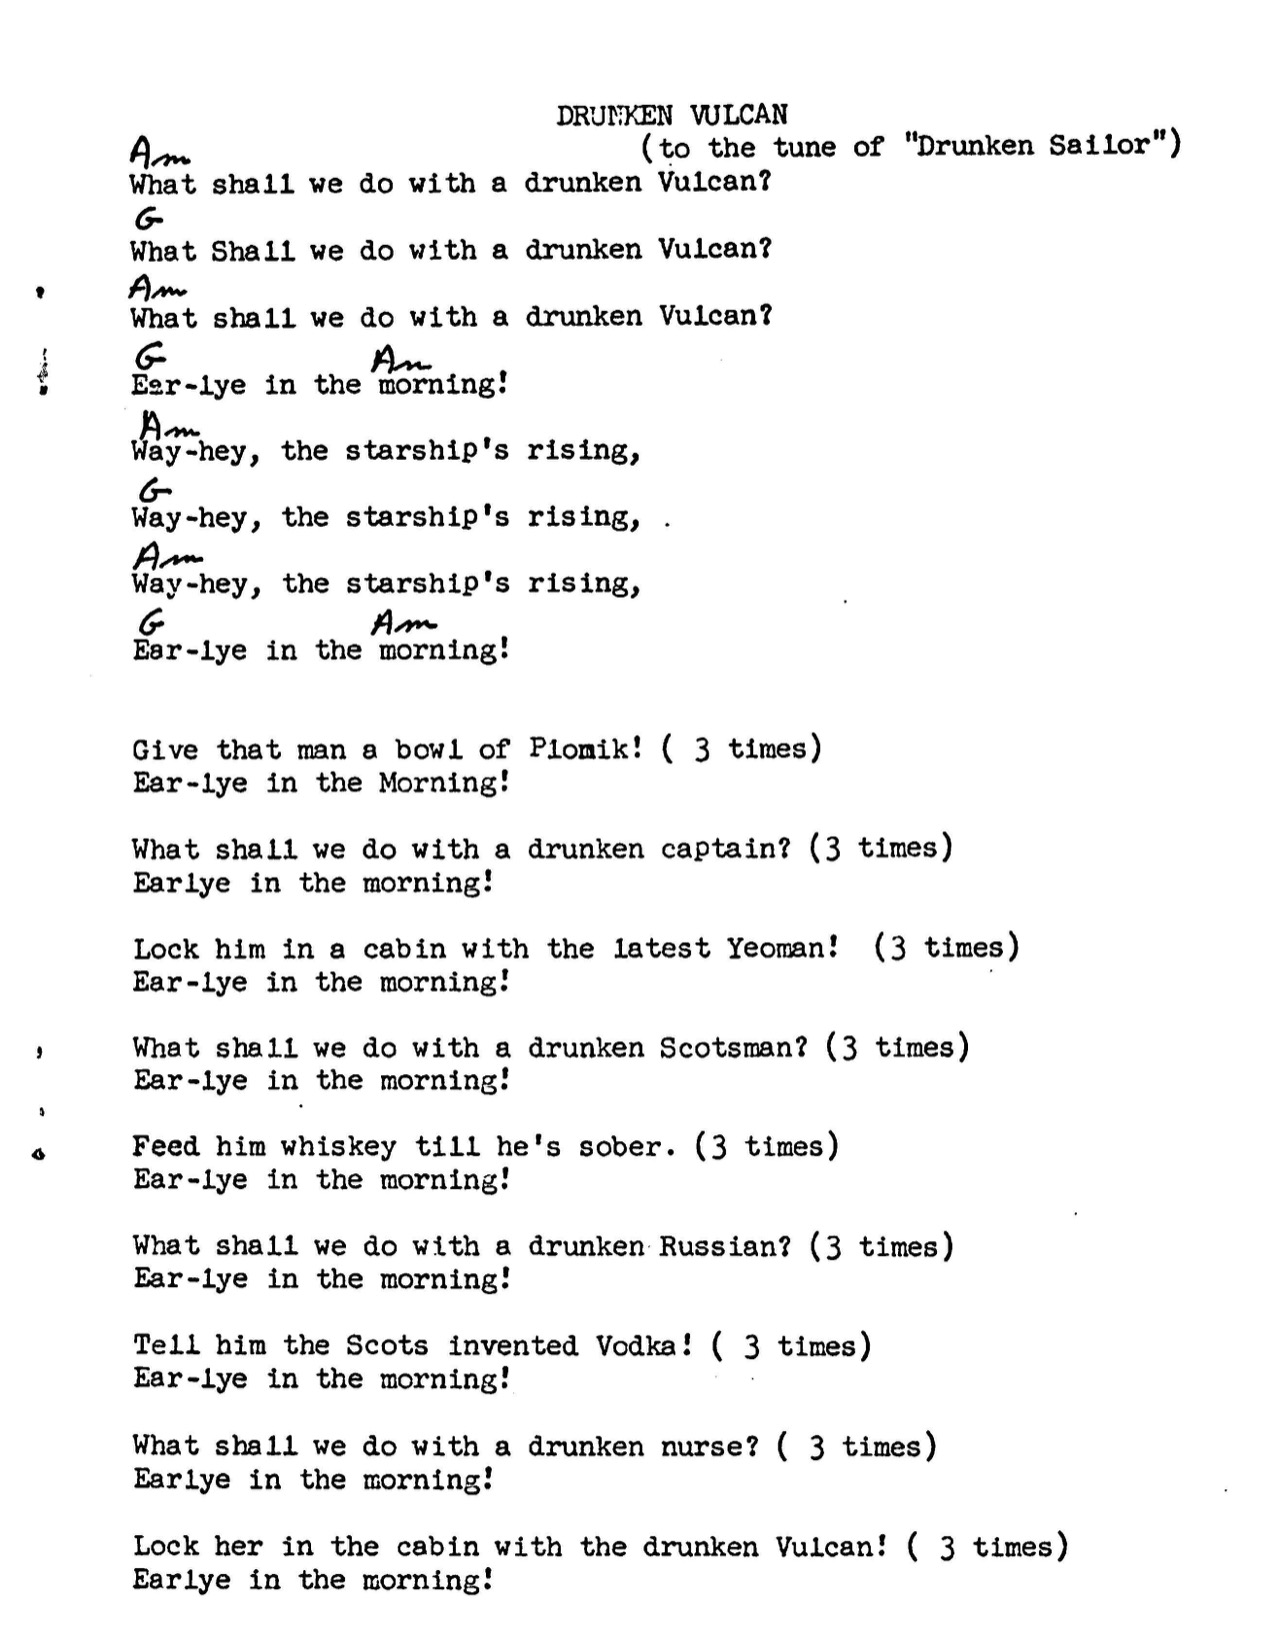 DRUNKEN VULCAN
(to the tune of "Drunken Sailor")
Am
What shall we do with a drunken Vulcan?
G
What Shall we do with a drunken Vulcan?
Am
What shall we do with a drunken Vulcan?
G Am
Ear-lye in the morning!
Am
Way-hey, the starship's rising,
G
Way-hey, the starship's rising, .
Am
Way-hey, the starship's rising,
G Am
Ear-lye in the morning!
Give that man a bowl of Plomik! ( 3 times)
Ear-lye in the Morning!
What shall we do with a drunken captain? (3 times)
Earlye in the morning!
Lock him in a cabin with the latest Yeoman! (3 times)
Ear-lye in the morning!
What shall we do with a drunken Scotsman? (3 times)
Ear-lye in the morning!
Feed him whiskey till he's sober. (3 times)
Ear-lye in the morning!
What shall we do with a drunken Russian? (3 times)
Ear-lye in the morning!
Tell him the Scots invented Vodka! ( 3 times)
Ear-lye in the morning!
What shall we do with a drunken nurse? ( 3 times)
Earlye in the morning!
Lock her in the cabin with the drunken Vulcan! ( 3 times)
Earlye in the morning!